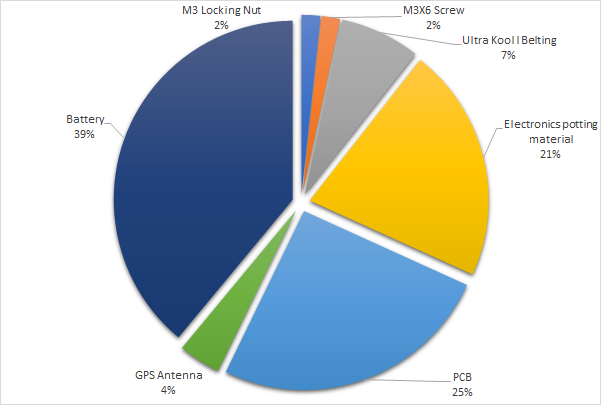 M3 Locking Nut
2%
M3X6 Screw
2%
Ultra Kool I Belting
7%
Battery
39%
Electronics potting
material
21%
GPS Antenna
4%
PCB
25%